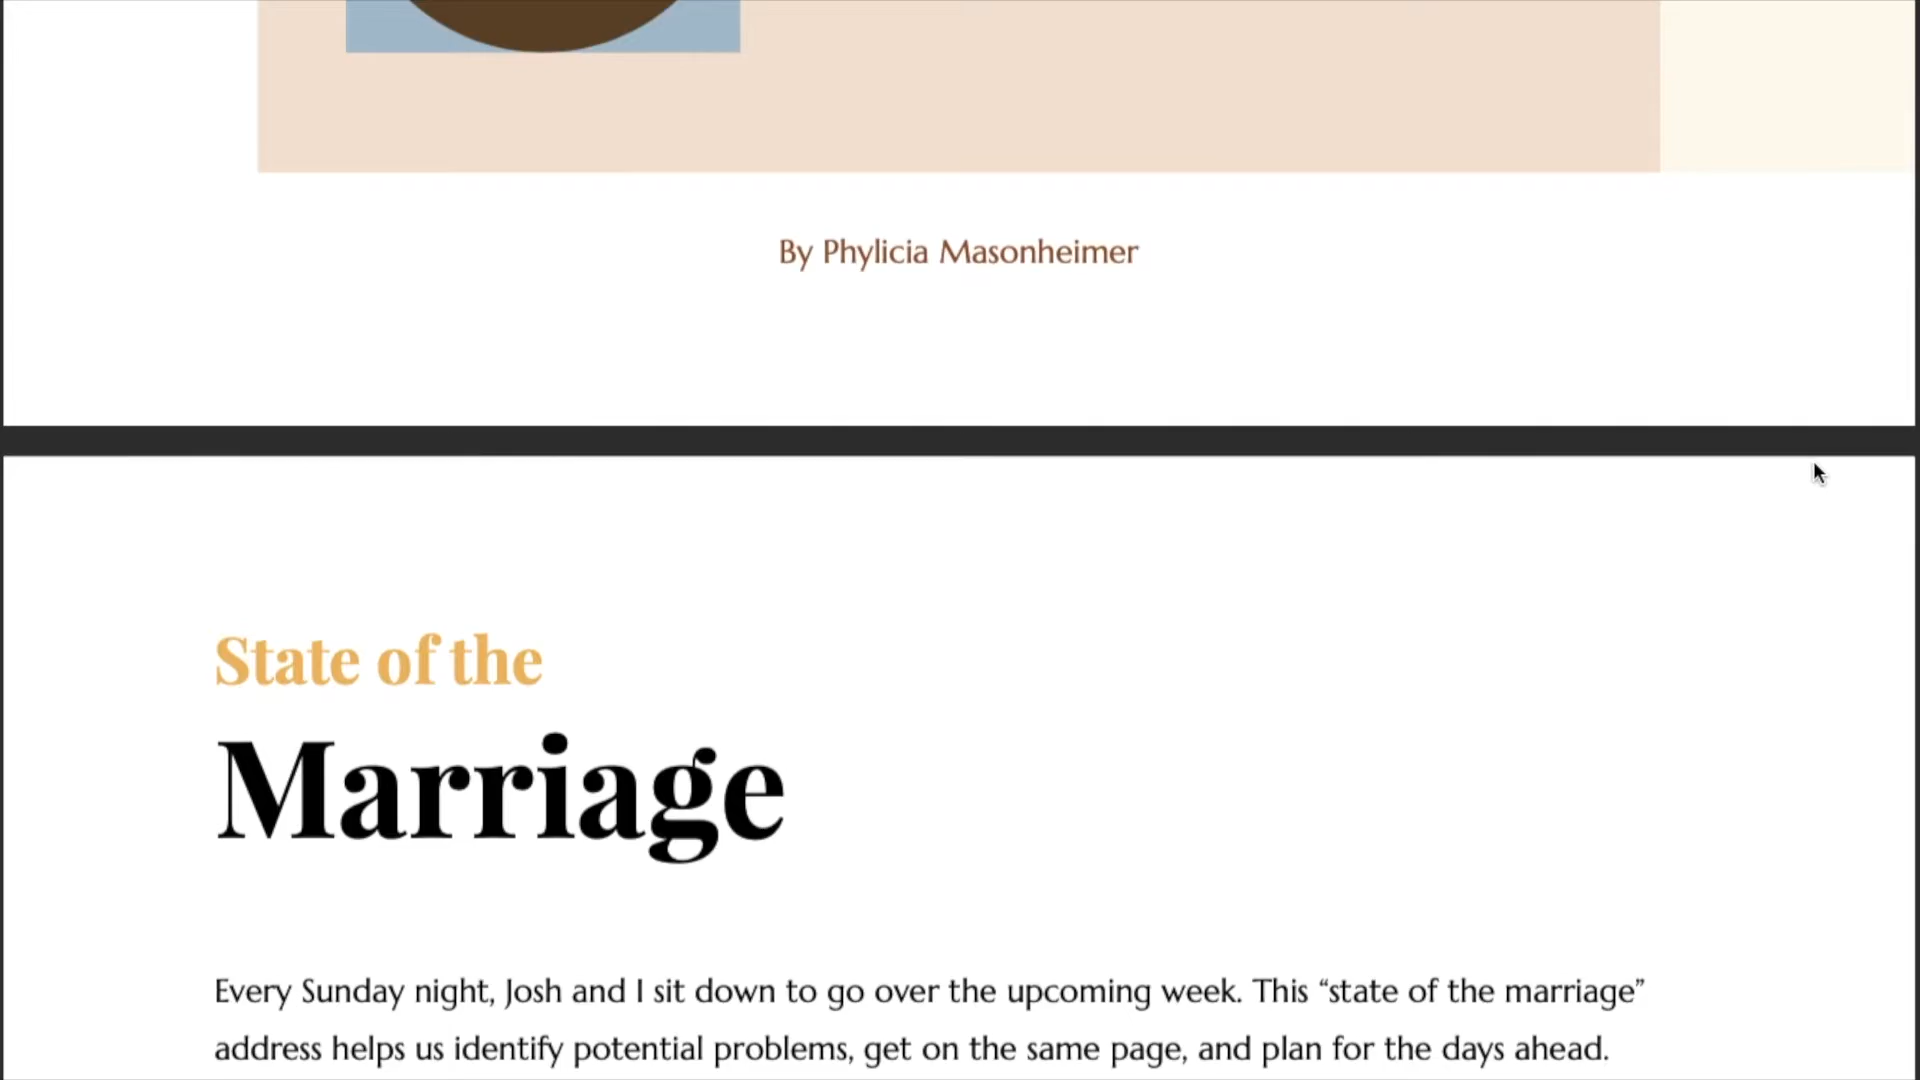 By Phylicia Masonheimer
State of the
Marriage
Every Sunday night, Josh and I sit down to go over the upcoming week. This “state of the marriage”
address helps us identify potential problems, get on the same page, and plan for the days ahead.